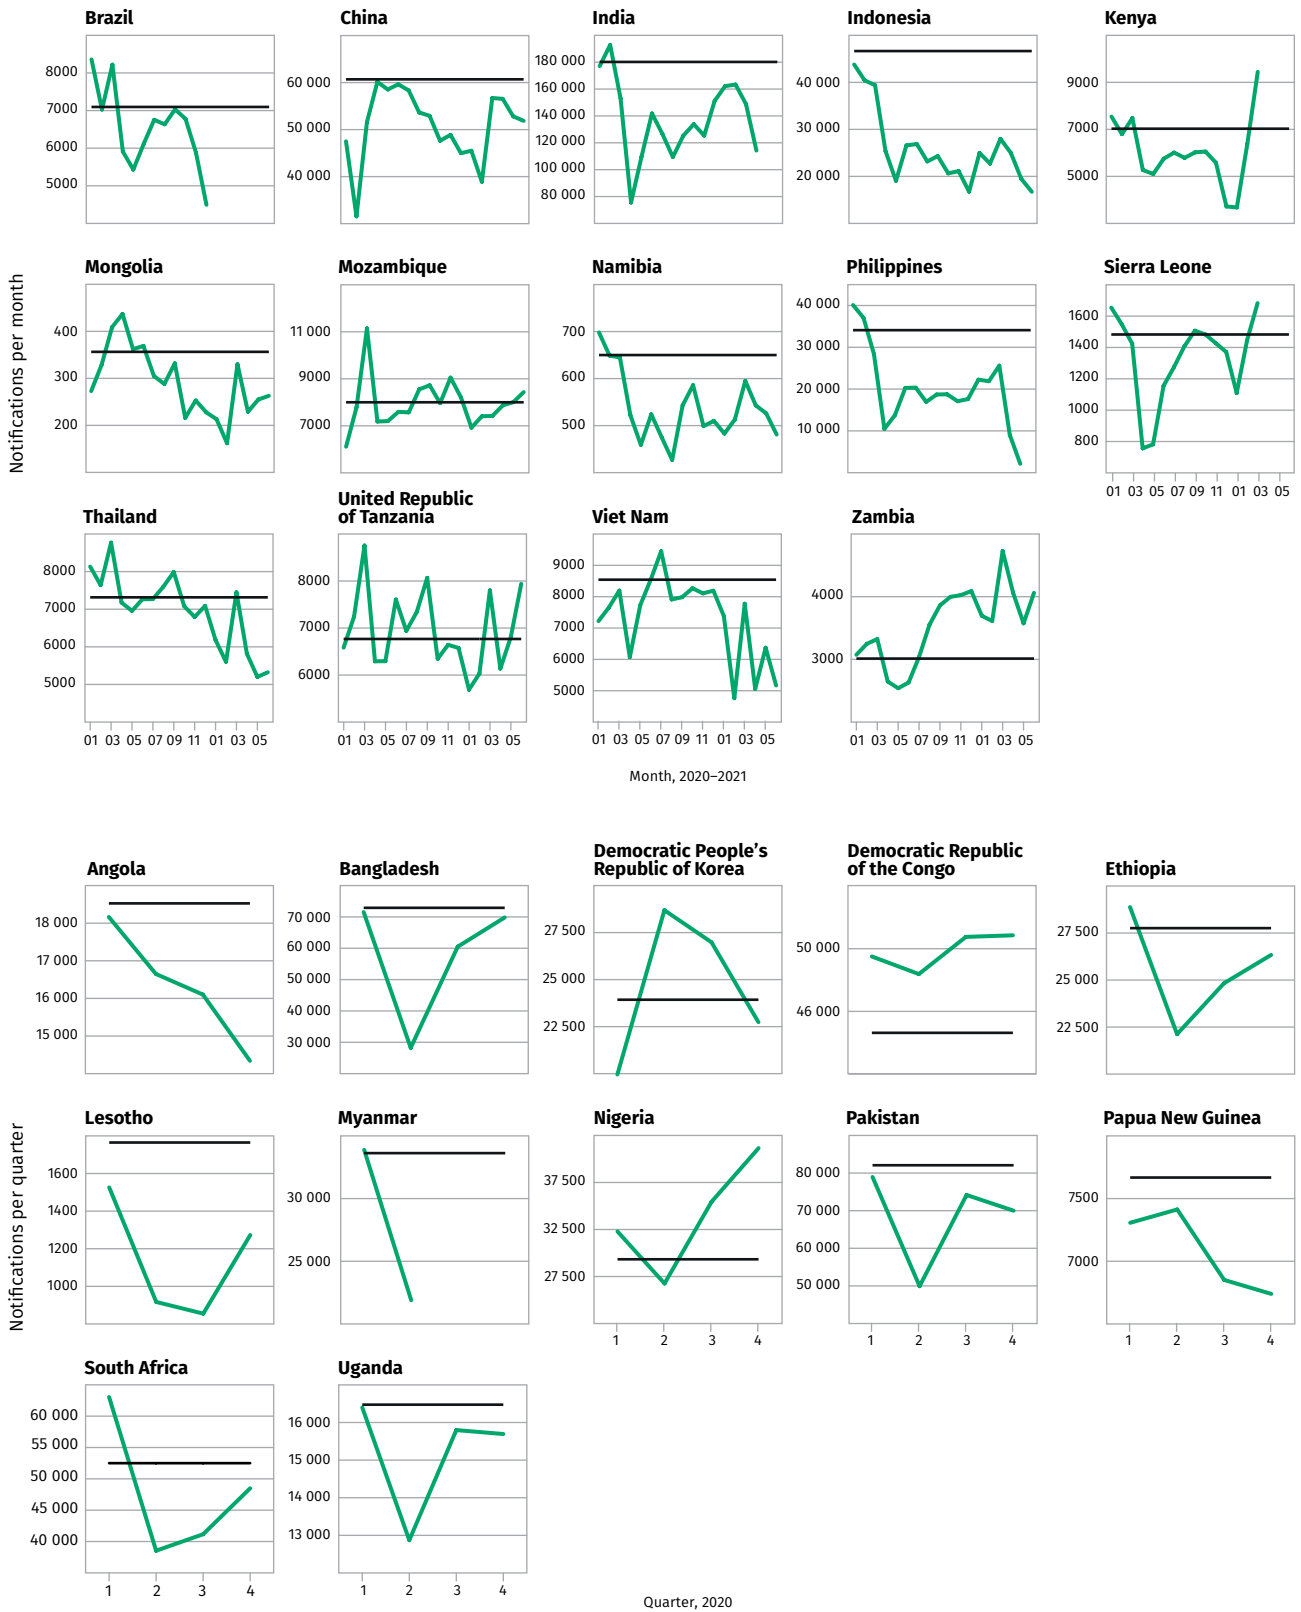 Brazil
China
India
Indonesia
Kenya
8000
7000
6000
5000
60 000
50 000
40 000
180 000
160 000
140 000
120 000
100 000
80 000
40 000
30 000
20 000
9000
7000
5000
Notifications per month
Mongolia
Mozambique
Namibia
Philippines
Sierra Leone
400
300
200
11 000
9000
7000
700
600
500
40 000
30 000
20 000
10 000
1600
1400
1200
1000
800
01 03 05 07 09 11 01 03 05
Thailand
United Republic
of Tanzania
Viet Nam
Zambia
8000
7000
6000
5000
8000
7000
6000
9000
8000
7000
6000
5000
4000
3000
01 03 05 07 09 11 01 03 05
01 03 05 07 09 11 01 03 05
01 03 05 07 09 11 01 03 05
01 03 05 07 09 11 01 03 05
Month, 2020–2021
Angola
Bangladesh
Democratic People’s
Republic of Korea
Democratic Republic
of the Congo
Ethiopia
18 000
17 000
16 000
15 000
70 000
60 000
50 000
40 000
30 000
27 500
25 000
22 500
50 000
46 000
27 500
25 000
22 500
Notifications per quarter
Lesotho
Myanmar
Nigeria
Pakistan
Papua New Guinea
1600
1400
1200
1000
30 000
25 000
37 500
32 500
27 500
80 000
70 000
60 000
50 000
7500
7000
1 2 3 4
1 2 3 4
1 2 3 4
South Africa
Uganda
60 000
55 000
50 000
45 000
40 000
16 000
15 000
14 000
13 000
1 2 3 4
1 2 3 4
Quarter, 2020